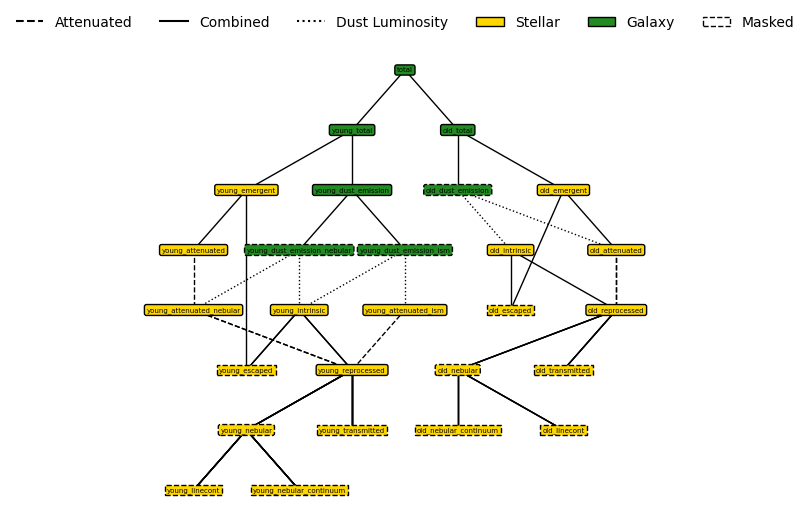 Attenuated Combined Dust Luminosity Stellar Galaxy Masked
total
young_total old_total
young_emergent young_dust_emission old_dust_emission old_emergent
young_attenuated young_dust_emission_nebular young_dust_emission_ism old_intrinsic old_attenuated
young_attenuated_nebular young_intrinsic young_attenuated_ism old_escaped old_reprocessed
young_escaped young_reprocessed old_nebular old_transmitted
young_nebular young_transmitted old_nebular_continuum old_linecont
young_linecont young_nebular_continuum